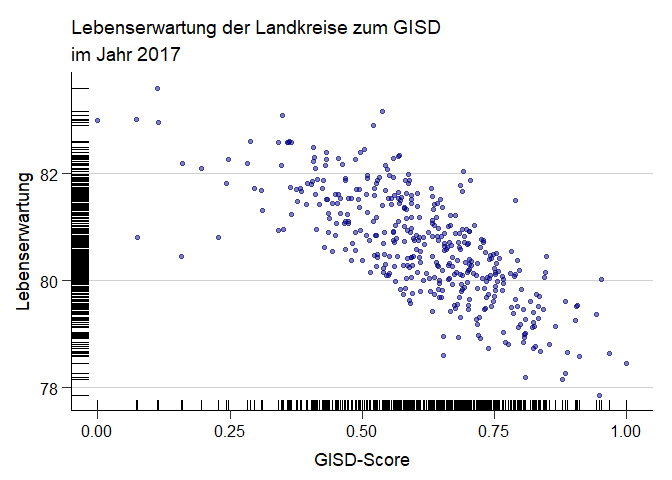 Lebenserwartung der Landkreise zum GISD
im Jahr 2017
Lebenserwartung
82
80
78
0.00 0.25 0.50 0.75 1.00
GISD-Score